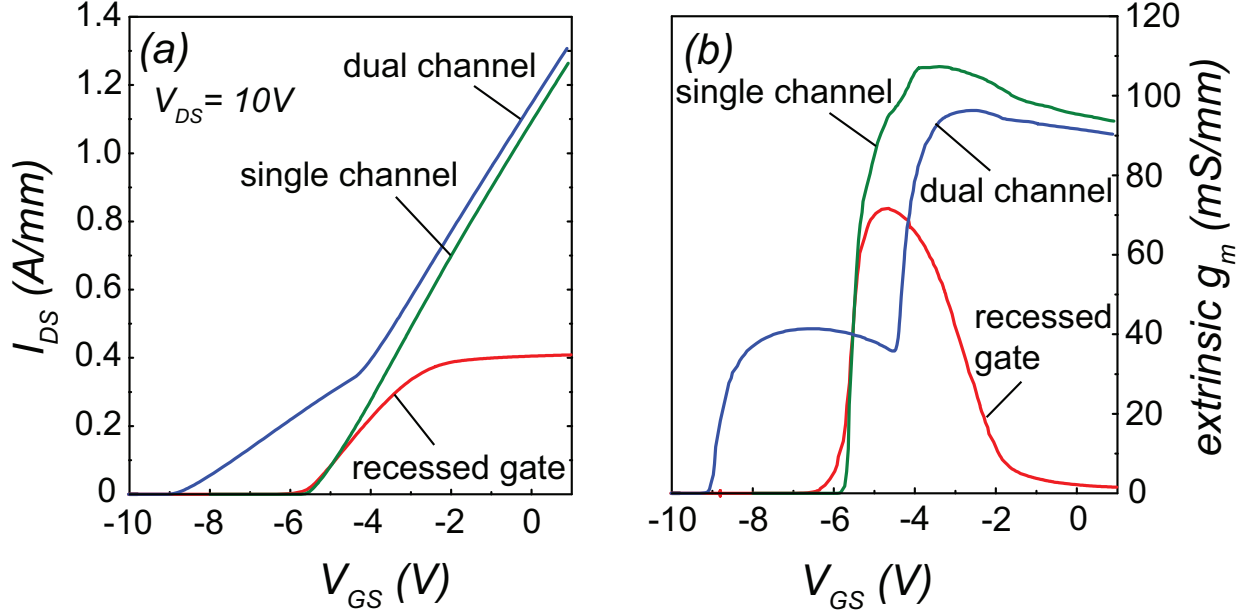 (a)
V_DS = 10V
dual channel
single channel
recessed gate
I_DS (A/mm)
1.4
1.2
1.0
0.8
0.6
0.4
0.2
0
-10 -8 -6 -4 -2 0
V_GS (V)
(b)
single channel
dual channel
recessed
gate
120
100
80
60
40
20
0
extrinsic g_m (mS/mm)
-10 -8 -6 -4 -2 0
V_GS (V)